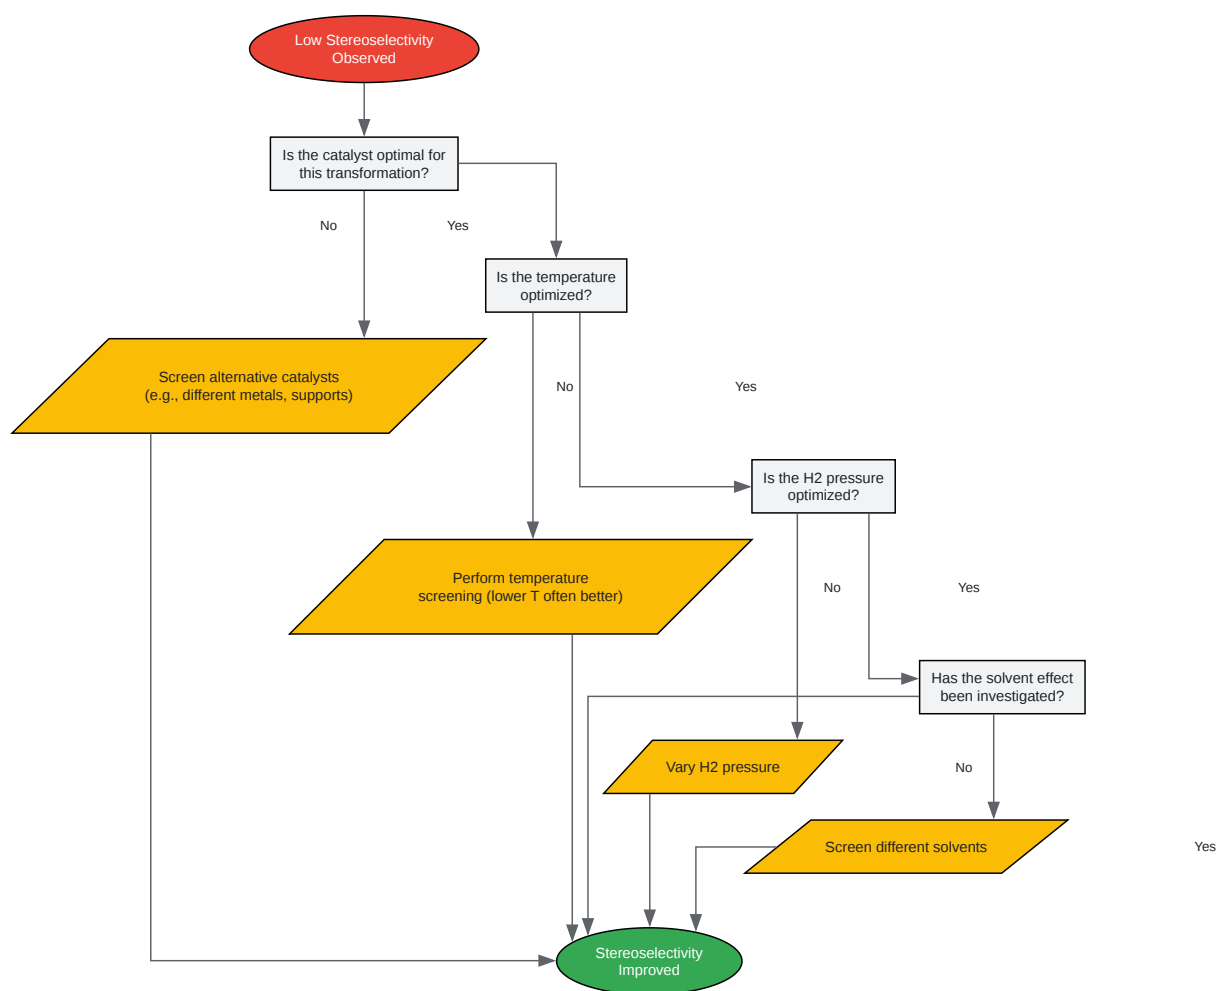 Low Stereoselectivity
Observed
Is the catalyst optimal for
this transformation?
No
Yes
Is the temperature
optimized?
Screen alternative catalysts
(e.g., different metals, supports)
No
Yes
Is the H2 pressure
optimized?
Perform temperature
screening (lower T often better)
No
Yes
Has the solvent effect
been investigated?
Vary H2 pressure
No
Screen different solvents
Yes
Stereoselectivity
Improved